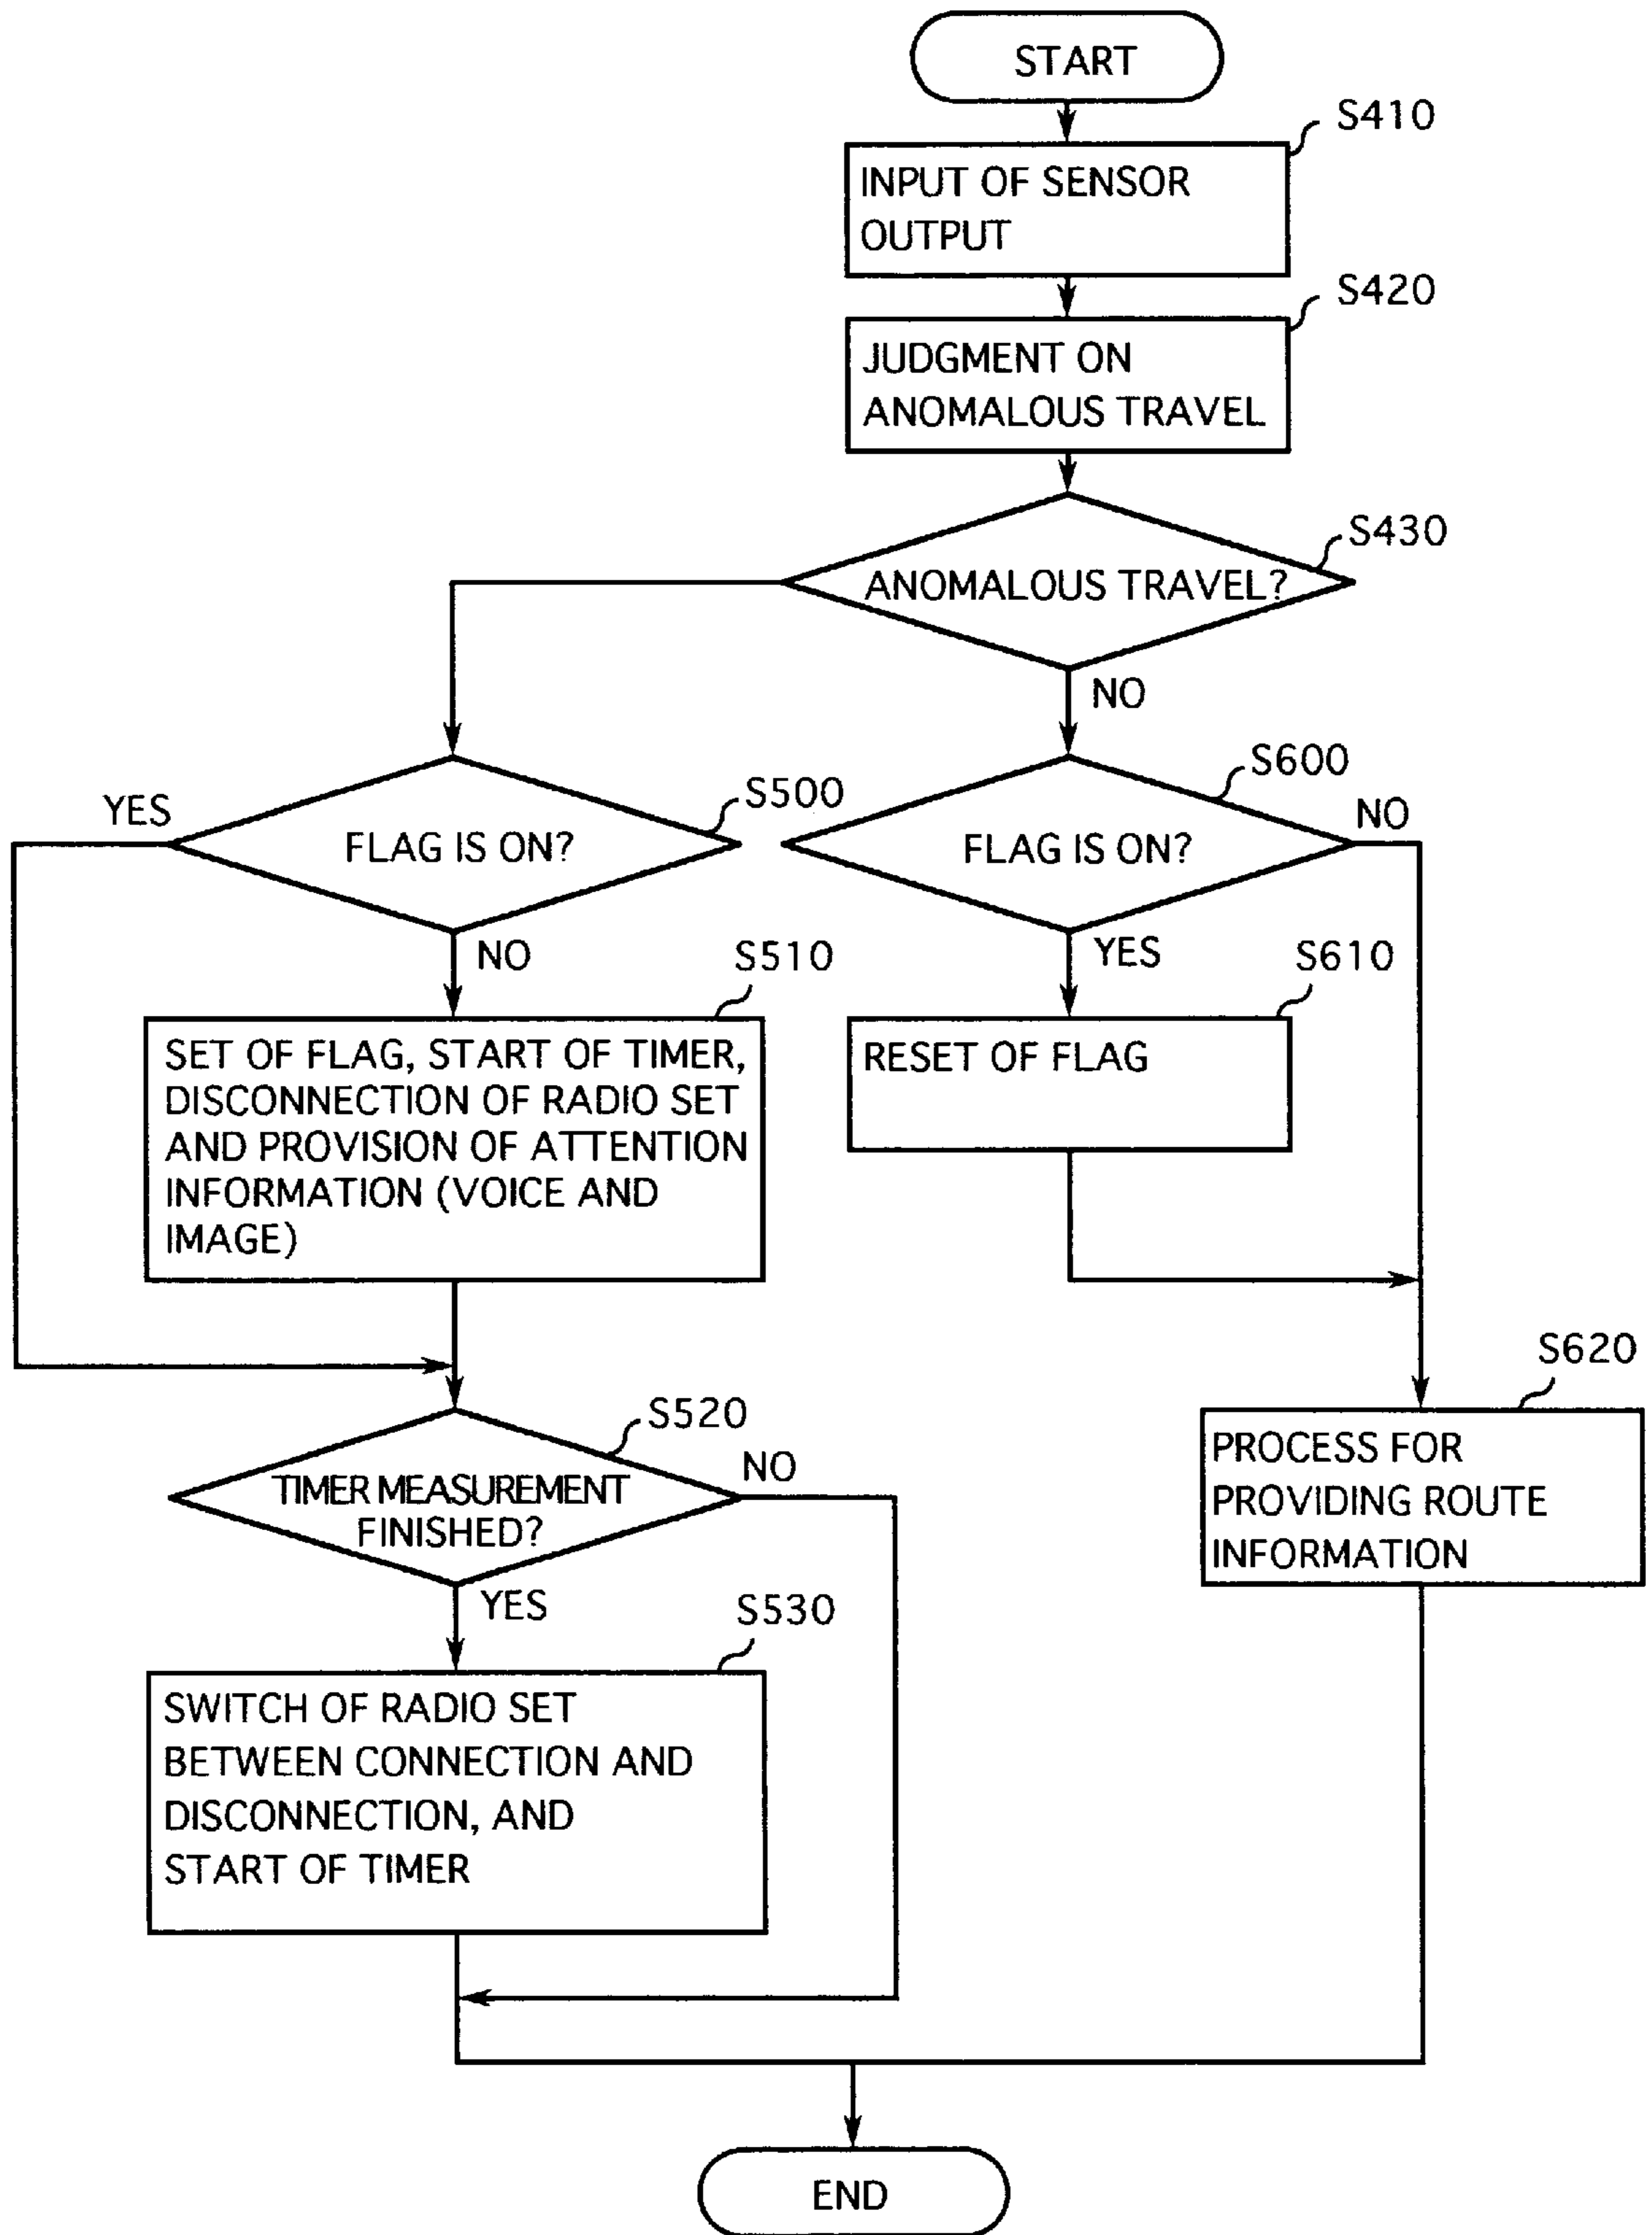 START
S410
INPUT OF SENSOR
OUTPUT
S420
JUDGMENT ON
ANOMALOUS TRAVEL
S430
ANOMALOUS TRAVEL?
NO
S500
YES
FLAG IS ON?
S600
NO
FLAG IS ON?
NO
S510
YES
S610
SET OF FLAG, START OF TIMER,
DISCONNECTION OF RADIO SET
AND PROVISION OF ATTENTION
INFORMATION (VOICE AND
IMAGE)
RESET OF FLAG
S520
NO
TIMER MEASUREMENT
FINISHED?
S620
PROCESS FOR
PROVIDING ROUTE
INFORMATION
YES
S530
SWITCH OF RADIO SET
BETWEEN CONNECTION AND
DISCONNECTION, AND
START OF TIMER
END